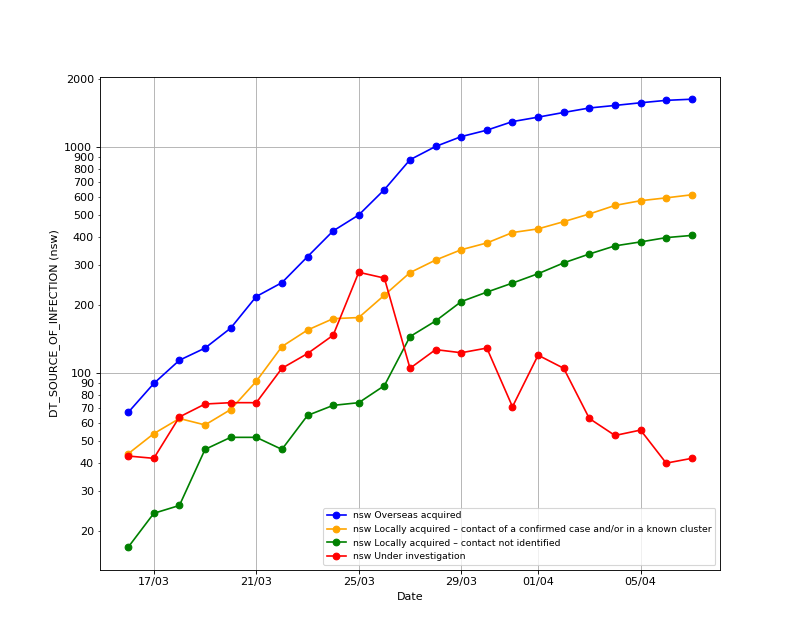 DT_SOURCE_OF_INFECTION (nsw)
2000
1000
900
800
700
600
500
400
300
200
100
90
80
70
60
50
40
30
20
nsw Overseas acquired
nsw Locally acquired – contact of a confirmed case and/or in a known cluster
nsw Locally acquired – contact not identified
nsw Under investigation
17/03 21/03 25/03 29/03 01/04 05/04
Date